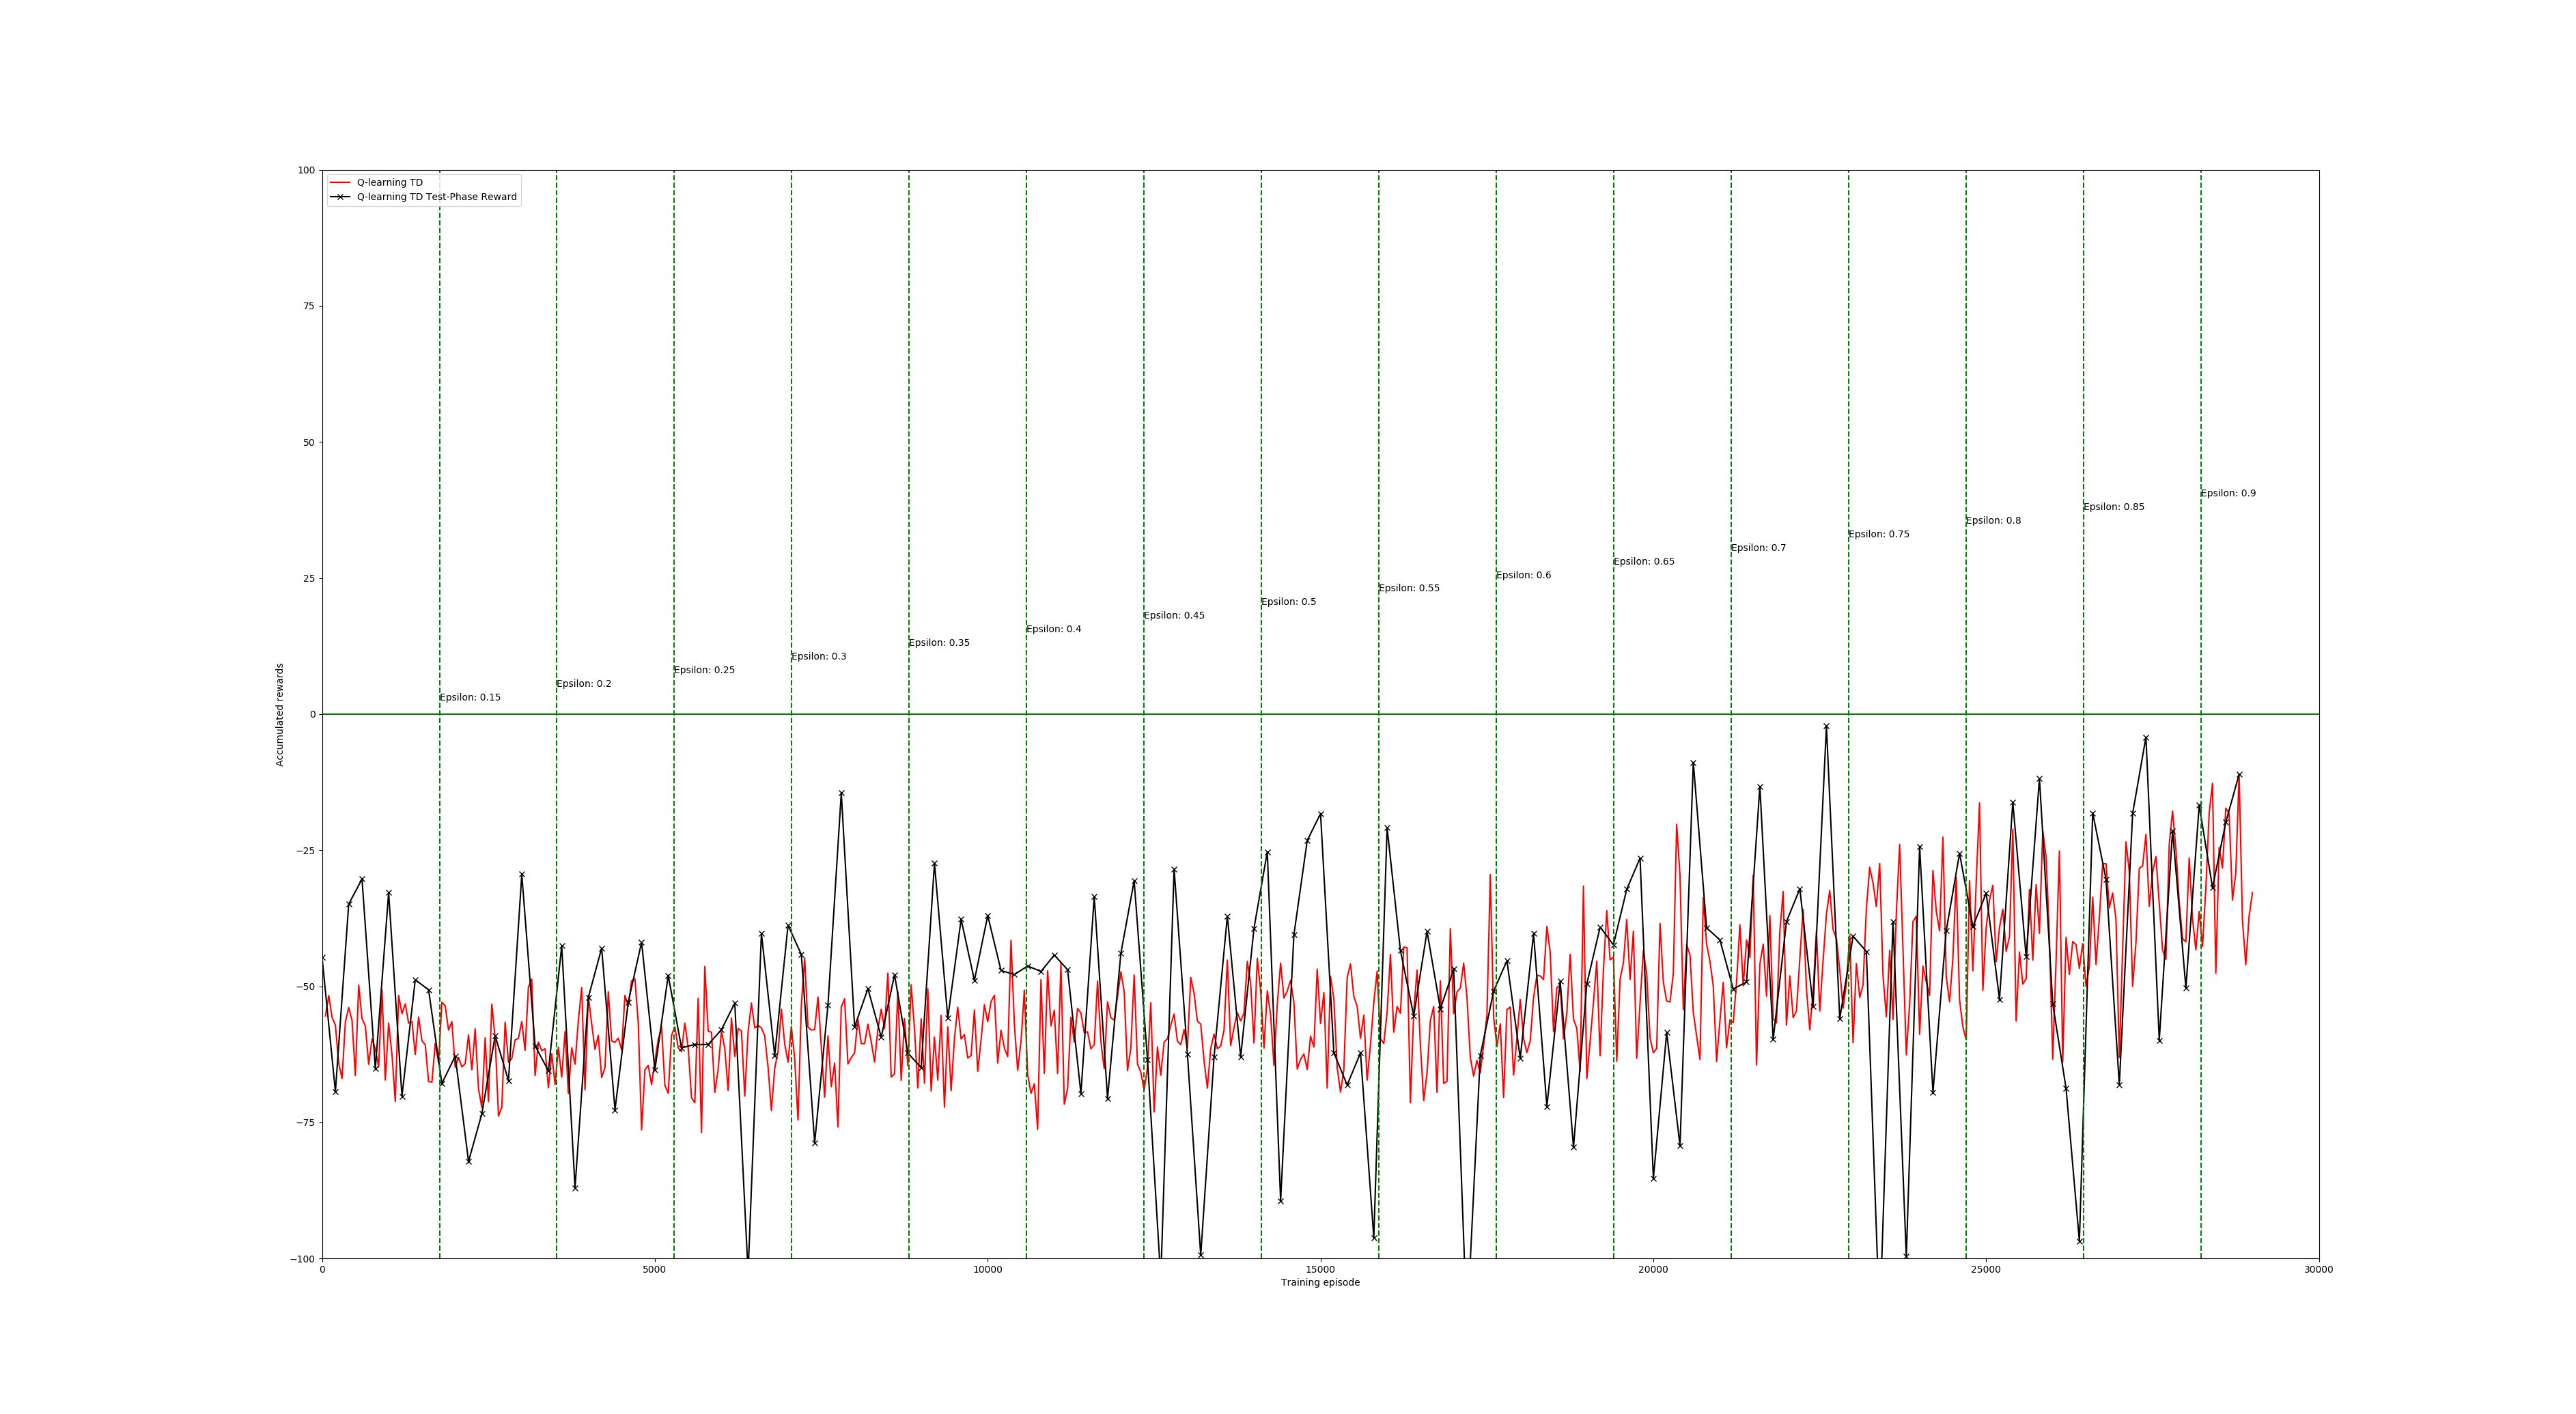 100
Q-learning TD
Q-learning TD Test-Phase Reward
75
50
Epsilon: 0.9
Epsilon: 0.85
Epsilon: 0.8
Epsilon: 0.75
Epsilon: 0.7
Epsilon: 0.65
25
Epsilon: 0.6
Epsilon: 0.55
Epsilon: 0.5
Epsilon: 0.45
Epsilon: 0.4
Epsilon: 0.35
Epsilon: 0.3
Epsilon: 0.25
Epsilon: 0.2
Epsilon: 0.15
0
Accumulated rewards
−25
−50
−75
−100
0 5000 10000 15000 20000 25000 30000
Training episode